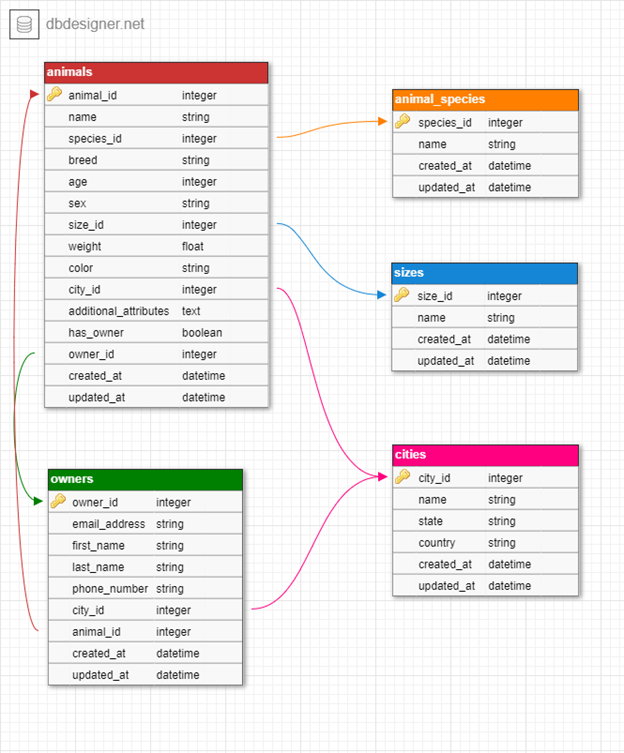 dbdesigner.net
animals
animal_id integer
name string
species_id integer
breed string
age integer
sex string
size_id integer
weight float
color string
city_id integer
additional_attributes text
has_owner boolean
owner_id integer
created_at datetime
updated_at datetime
animal_species
species_id integer
name string
created_at datetime
updated_at datetime
sizes
size_id integer
name string
created_at datetime
updated_at datetime
owners
owner_id integer
email_address string
first_name string
last_name string
phone_number string
city_id integer
animal_id integer
created_at datetime
updated_at datetime
cities
city_id integer
name string
state string
country string
created_at datetime
updated_at datetime